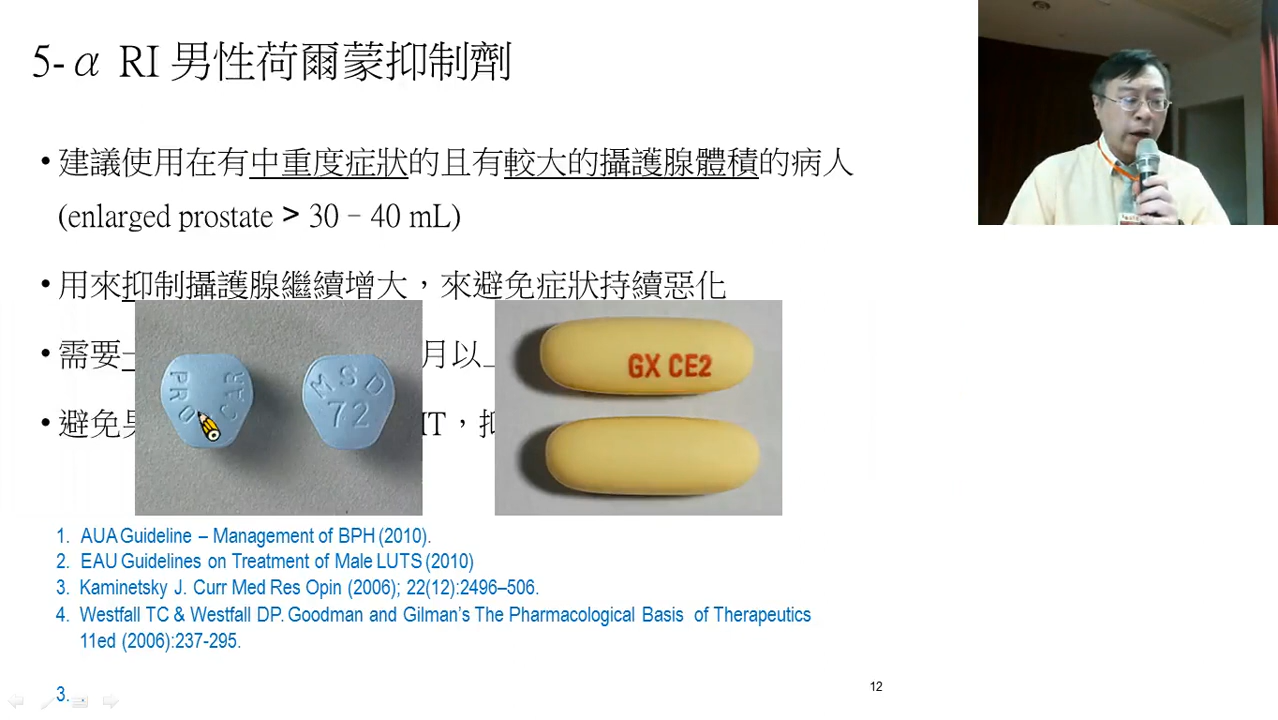 5-α RI 男性荷爾蒙抑制劑
• 建議使用在有中重度症狀的且有較大的攝護腺體積的病人
(enlarged prostate > 30 – 40 mL)
• 用來抑制攝護腺繼續增大，來避免症狀持續惡化
• 需要
月以
• 避免
T，抑
PROSCAR
MSD
72
GX CE2
1. AUA Guideline – Management of BPH (2010).
2. EAU Guidelines on Treatment of Male LUTS (2010)
3. Kaminetsky J. Curr Med Res Opin (2006); 22(12):2496–506.
4. Westfall TC & Westfall DP. Goodman and Gilman's The Pharmacological Basis of Therapeutics
11ed (2006):237-295.
3.
12